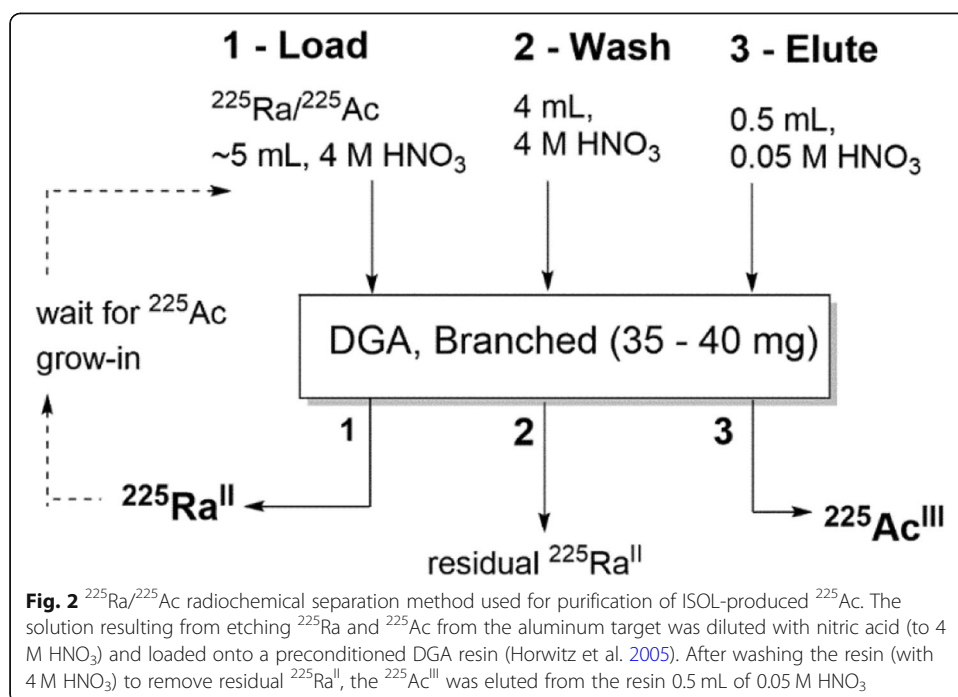 1 - Load
2 - Wash
3 - Elute
²²⁵Ra/²²⁵Ac
~5 mL, 4 M HNO₃
4 mL,
4 M HNO₃
0.5 mL,
0.05 M HNO₃
wait for ²²⁵Ac
grow-in
DGA, Branched (35 - 40 mg)
1
2
3
²²⁵Raᴵᴵ
residual ²²⁵Raᴵᴵ
²²⁵Acᴵᴵᴵ
Fig. 2 ²²⁵Ra/²²⁵Ac radiochemical separation method used for purification of ISOL-produced ²²⁵Ac. The
solution resulting from etching ²²⁵Ra and ²²⁵Ac from the aluminum target was diluted with nitric acid (to 4
M HNO₃) and loaded onto a preconditioned DGA resin (Horwitz et al. 2005). After washing the resin (with
4 M HNO₃) to remove residual ²²⁵Raᴵᴵ, the ²²⁵Acᴵᴵᴵ was eluted from the resin 0.5 mL of 0.05 M HNO₃